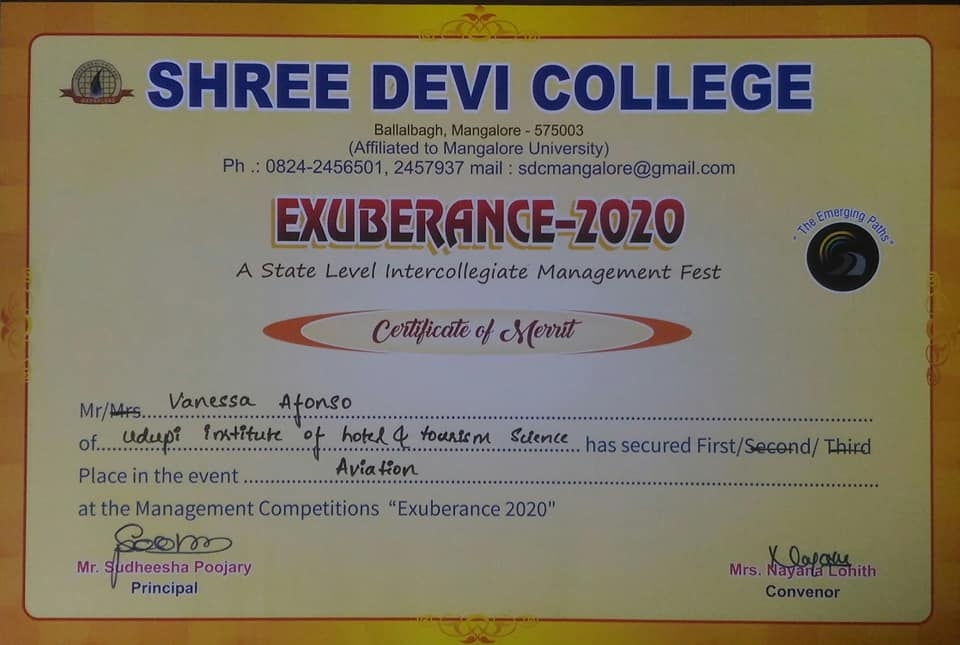 SHREE DEVI COLLEGE
Ballalbagh, Mangalore - 575003
(Affiliated to Mangalore University)
Ph .: 0824-2456501, 2457937 mail : sdcmangalore@gmail.com
EXUBERANCE-2020
"The Emerging Paths"
A State Level Intercollegiate Management Fest
Certificate of Merrit
Mr/Mrs. Vanessa Afonso
of Udupi Institute of hotel & tourism Science has secured First/Second/ Third
Place in the event Aviation
at the Management Competitions "Exuberance 2020"
Mr. Sudheesha Poojary
Principal
Mrs. Nayana Lohith
Convenor